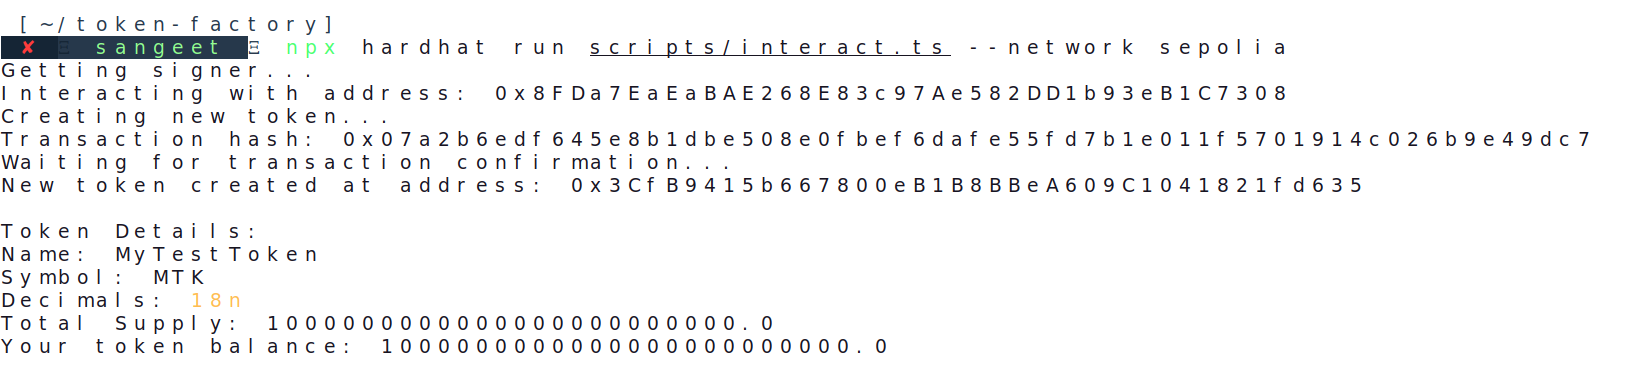 [~/token-factory]
✘ Ξ sangeet Ξ npx hardhat run scripts/interact.ts --network sepolia
Getting signer...
Interacting with address: 0x8FDa7EaEaBAE268E83c97Ae582DD1b93eB1C7308
Creating new token...
Transaction hash: 0x07a2b6edf645e8b1dbe508e0fbef6dafe55fd7b1e011f5701914c026b9e49dc7
Waiting for transaction confirmation...
New token created at address: 0x3CfB9415b667800eB1B8BBeA609C1041821fd635
Token Details:
Name: MyTestToken
Symbol: MTK
Decimals: 18n
Total Supply: 1000000000000000000000000.0
Your token balance: 1000000000000000000000000.0